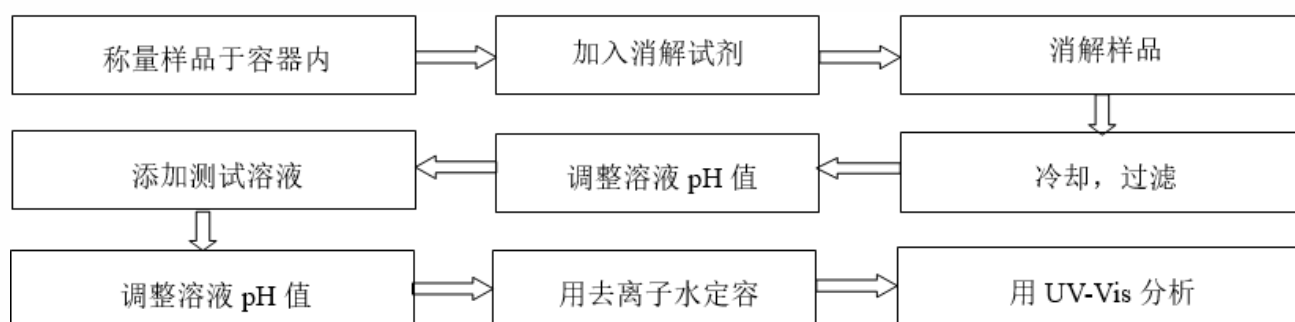 称量样品于容器内
加入消解试剂
消解样品
冷却，过滤
调整溶液 pH 值
添加测试溶液
调整溶液 pH 值
用去离子水定容
用 UV-Vis 分析